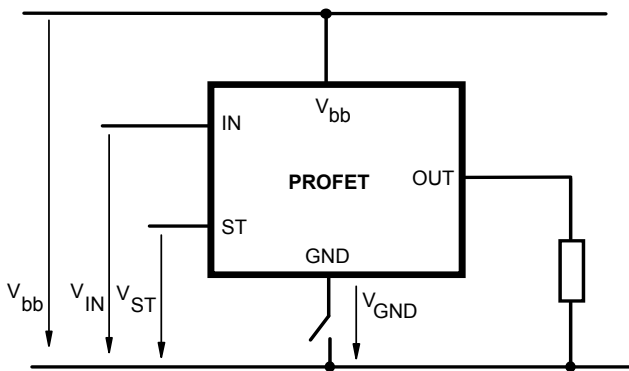 Vbb
IN
PROFET
OUT
ST
GND
Vbb
VIN
VST
VGND